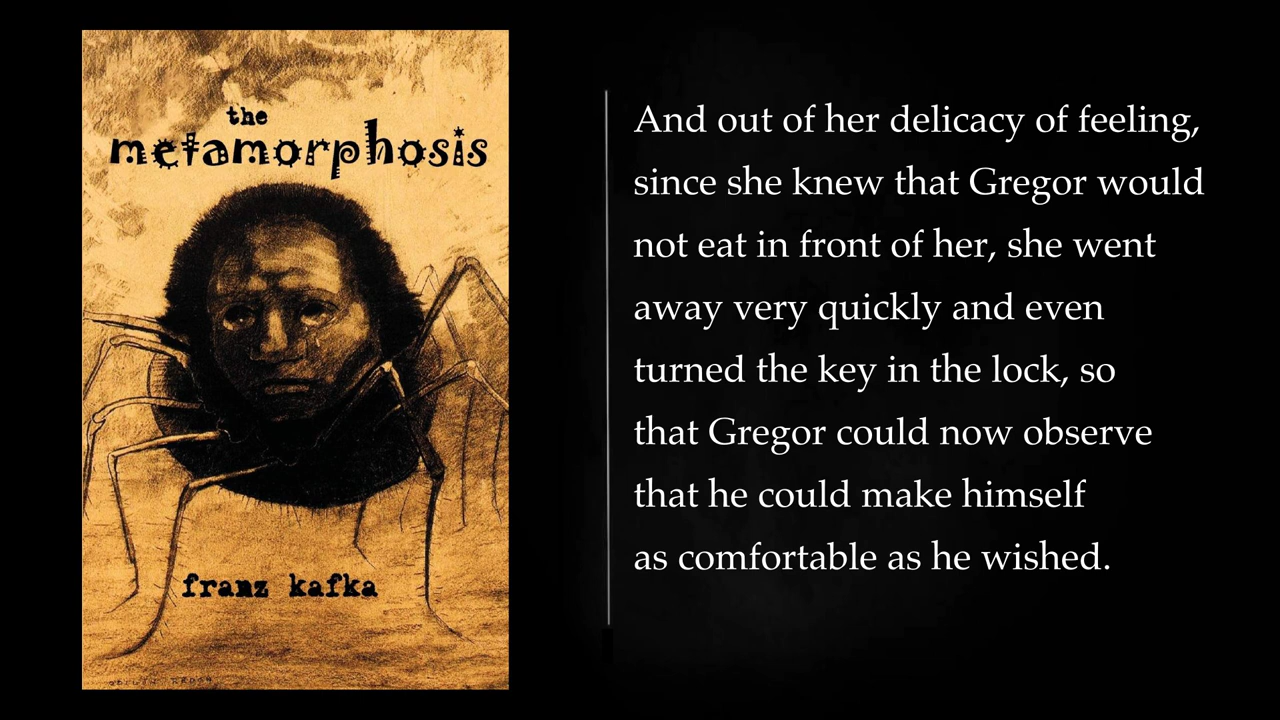 the
metamorphosis
franz kafka
ODILON REDON
And out of her delicacy of feeling,
since she knew that Gregor would
not eat in front of her, she went
away very quickly and even
turned the key in the lock, so
that Gregor could now observe
that he could make himself
as comfortable as he wished.